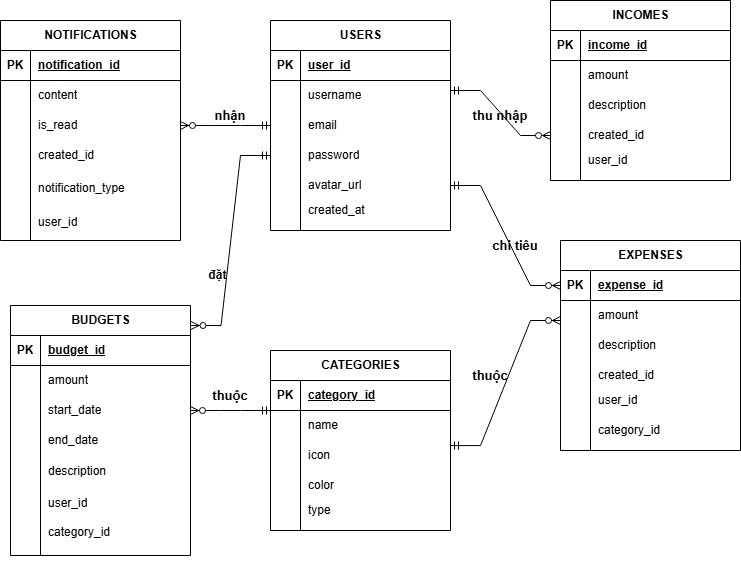 NOTIFICATIONS
PK notification_id
content
is_read
created_id
notification_type
user_id
nhận
USERS
PK user_id
username
email
password
avatar_url
created_at
thu nhập
INCOMES
PK income_id
amount
description
created_id
user_id
chi tiêu
EXPENSES
PK expense_id
amount
description
created_id
user_id
category_id
đặt
BUDGETS
PK budget_id
amount
start_date
end_date
description
user_id
category_id
thuộc
CATEGORIES
PK category_id
name
icon
color
type
thuộc